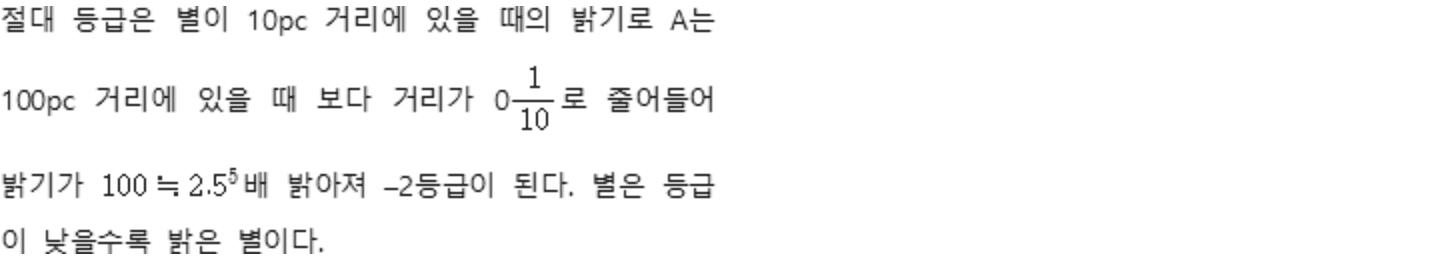 절대 등급은 별이 10pc 거리에 있을 때의 밝기로 A는
100pc 거리에 있을 때 보다 거리가 0\frac{1}{10}로 줄어들어
밝기가 100≒2.5⁵배 밝아져 –2등급이 된다. 별은 등급
이 낮을수록 밝은 별이다.